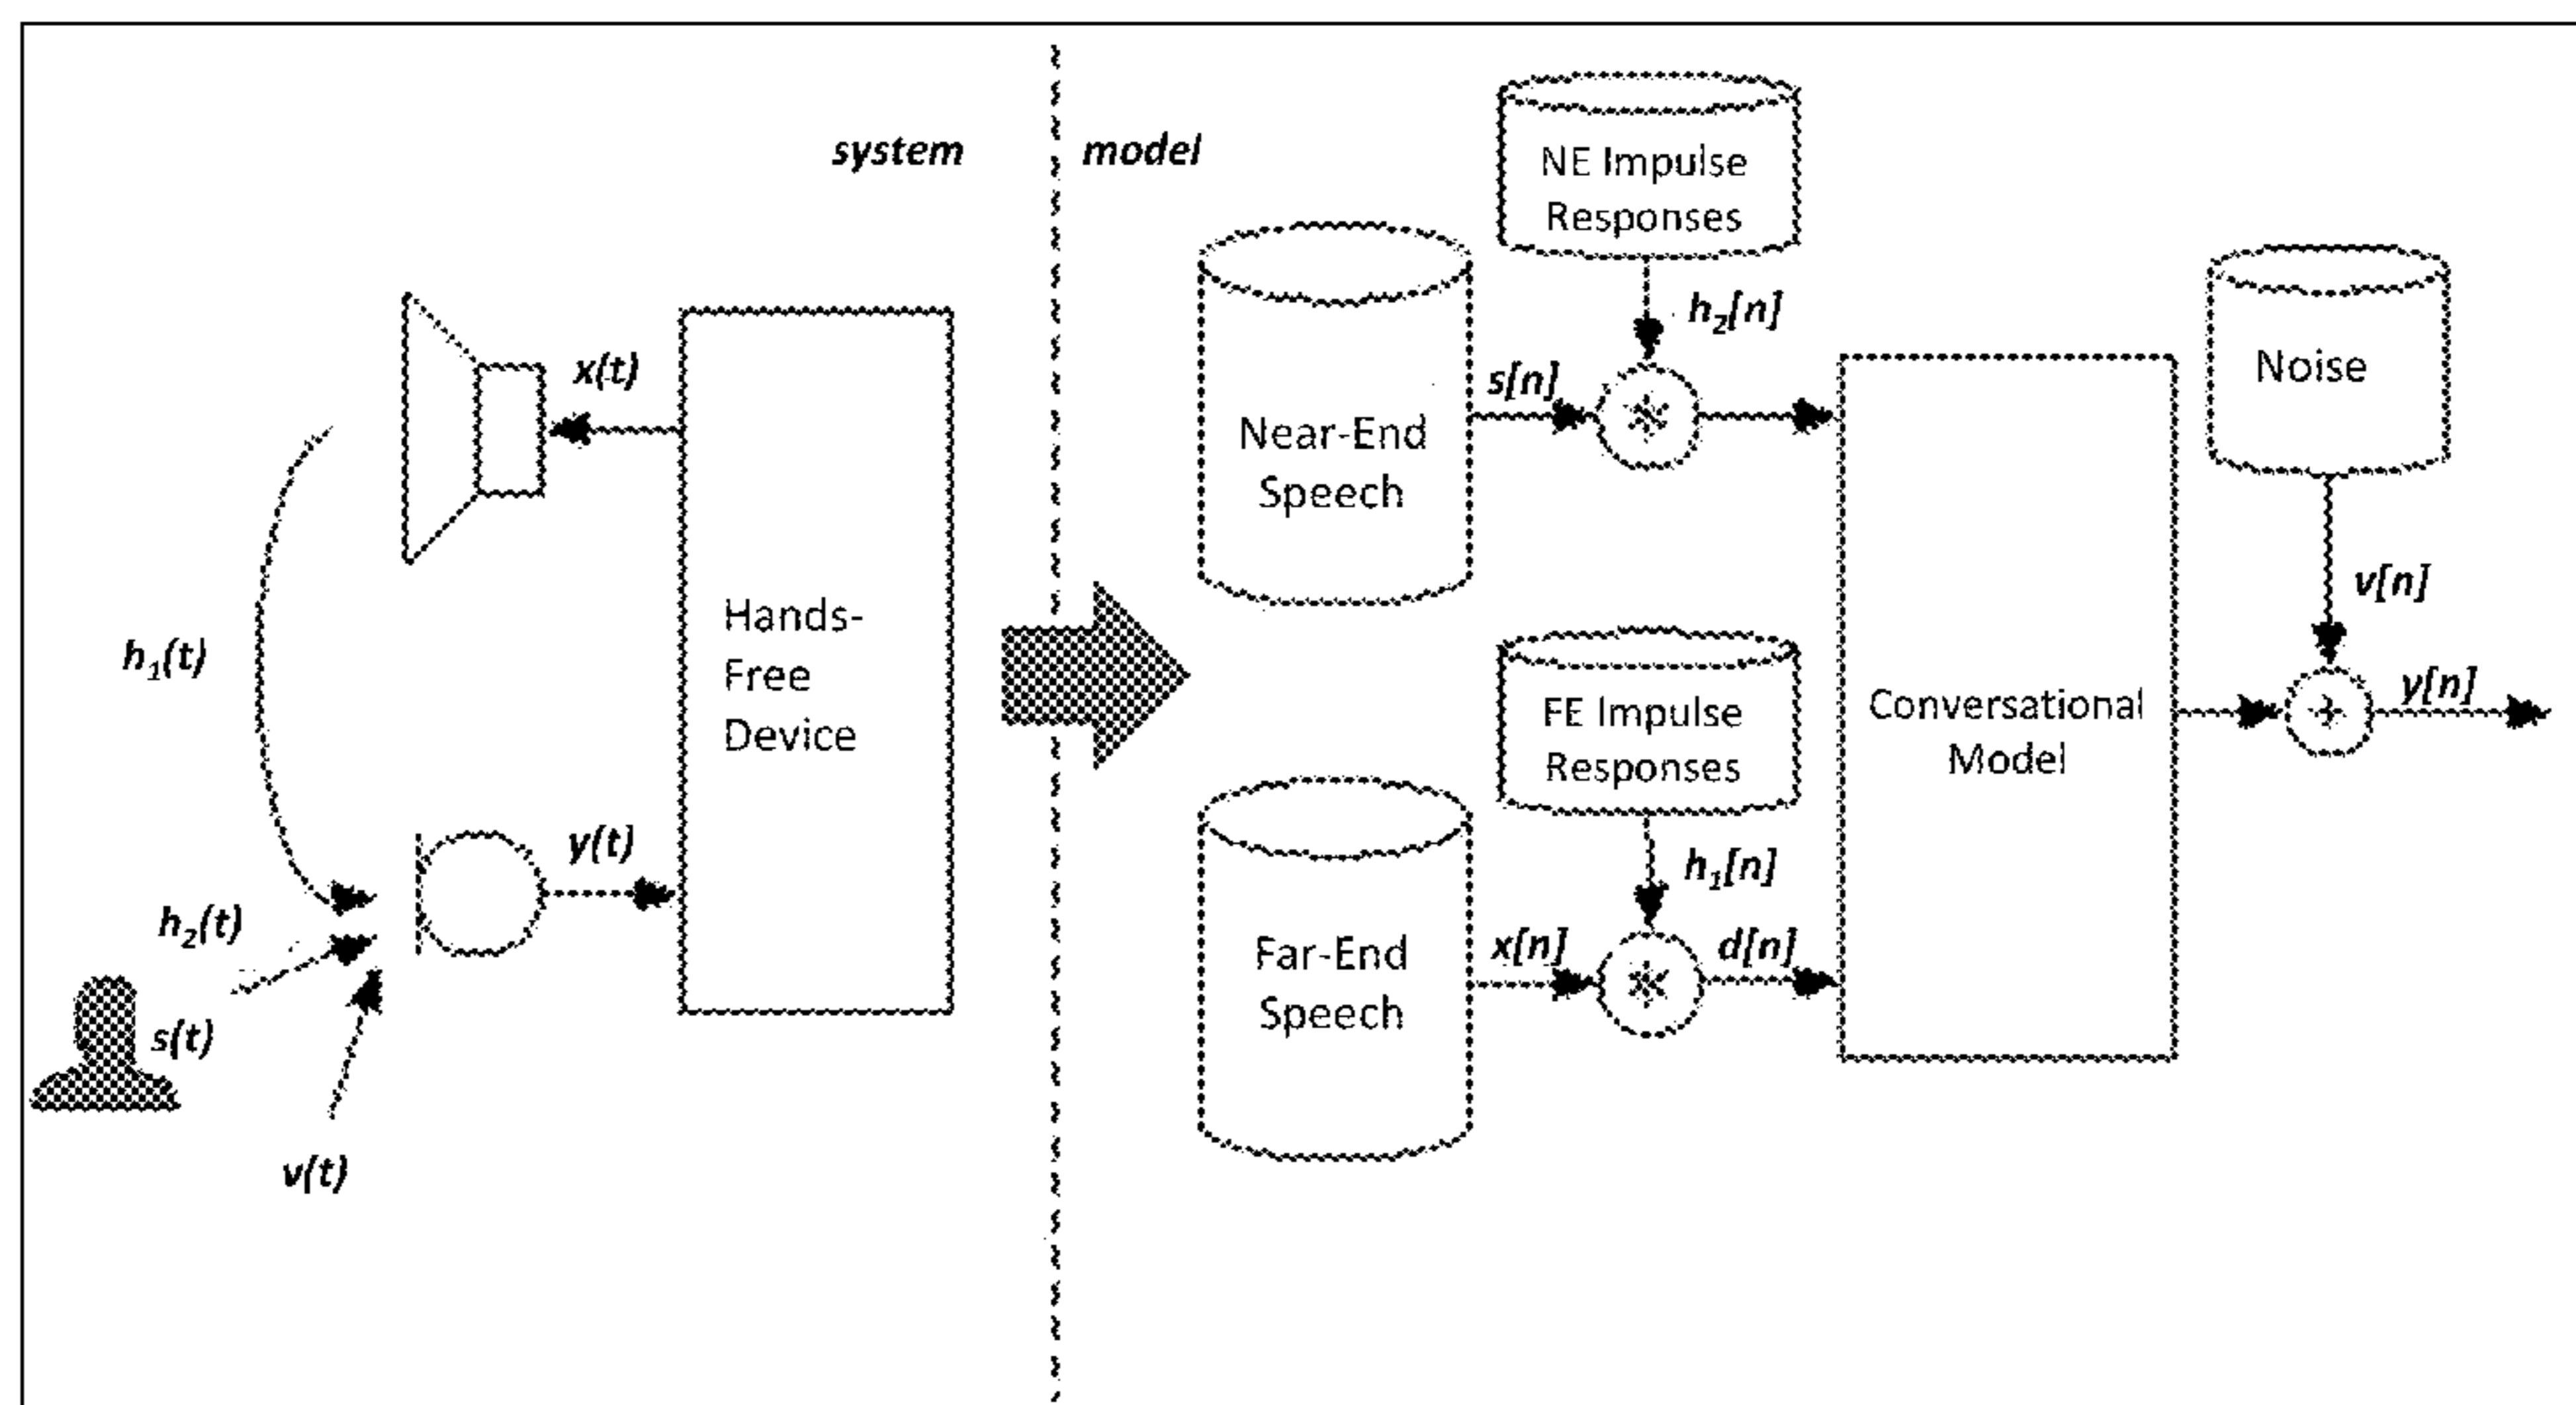 system
model
x(t)
h₁(t)
Hands-
Free
Device
y(t)
h₂(t)
s(t)
v(t)
NE Impulse
Responses
h₂[n]
s[n]
Near-End
Speech
Noise
v[n]
FE Impulse
Responses
h₁[n]
x[n]
d[n]
Far-End
Speech
Conversational
Model
+
y[n]